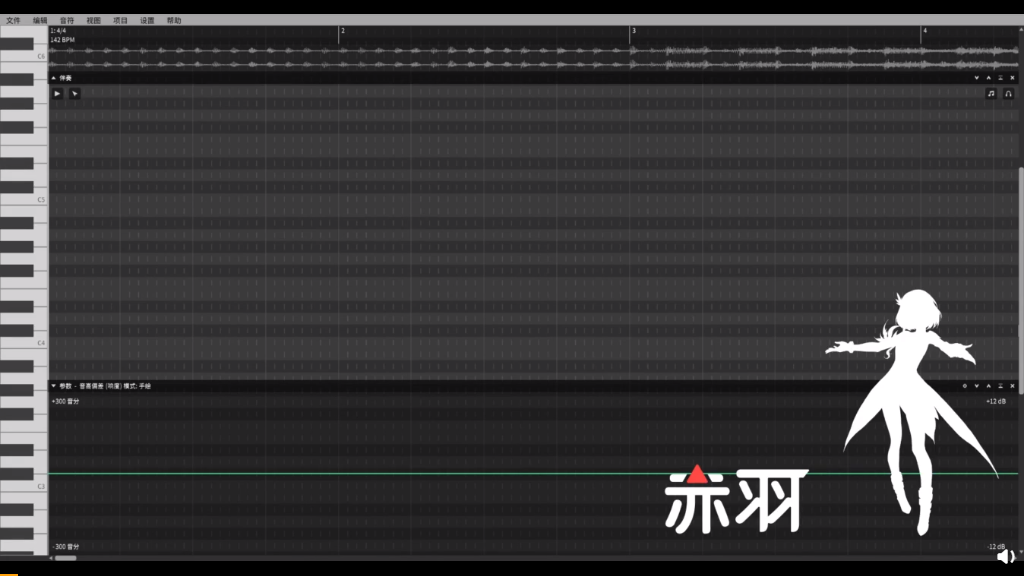 文件 编辑 音符 视图 项目 设置 帮助
1: 4/4 2 3 4
142 BPM
C6
伴奏
C5
C4
参数 - 音高偏差 (响度) 模式: 手绘
+300 音分 +12 dB
C3
赤羽
-300 音分 -12 dB